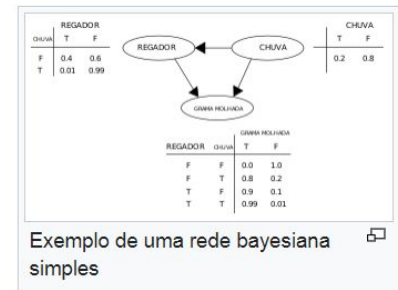 REGADOR
CHUVA T F
F 0.4 0.6
T 0.01 0.99
REGADOR
CHUVA
CHUVA
T F
0.2 0.8
GRAMA MOLHADA
GRAMA MOLHADA
REGADOR CHUVA T F
F F 0.0 1.0
F T 0.8 0.2
T F 0.9 0.1
T T 0.99 0.01
Exemplo de uma rede bayesiana
simples